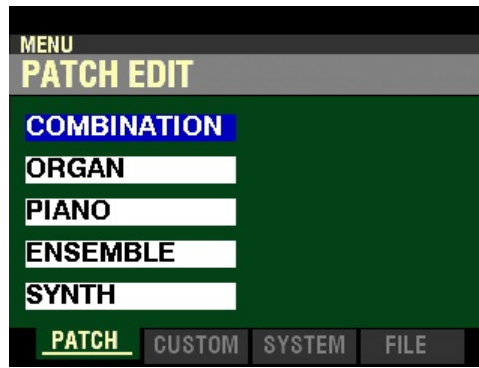 MENU
PATCH EDIT
COMBINATION
ORGAN
PIANO
ENSEMBLE
SYNTH
PATCH CUSTOM SYSTEM FILE